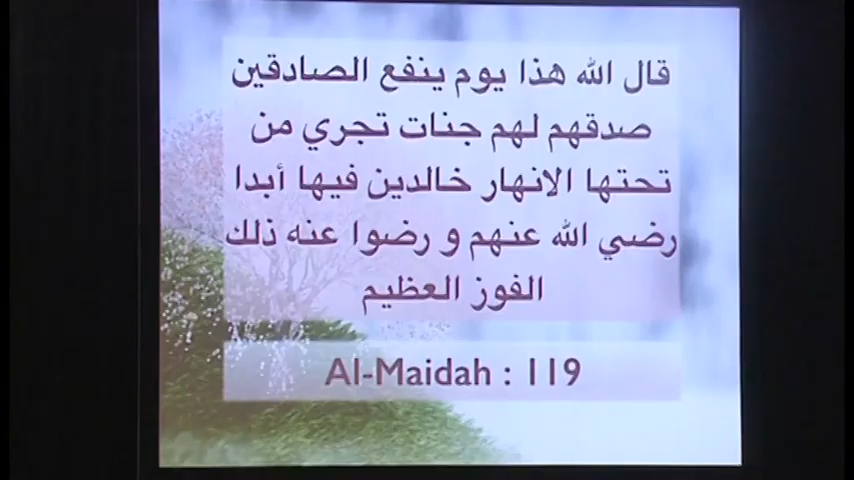 قال الله هذا يوم ينفع الصادقين
صدقهم لهم جنات تجري من
تحتها الانهار خالدين فيها أبدا
رضي الله عنهم و رضوا عنه ذلك
الفوز العظيم
Al-Maidah : 119